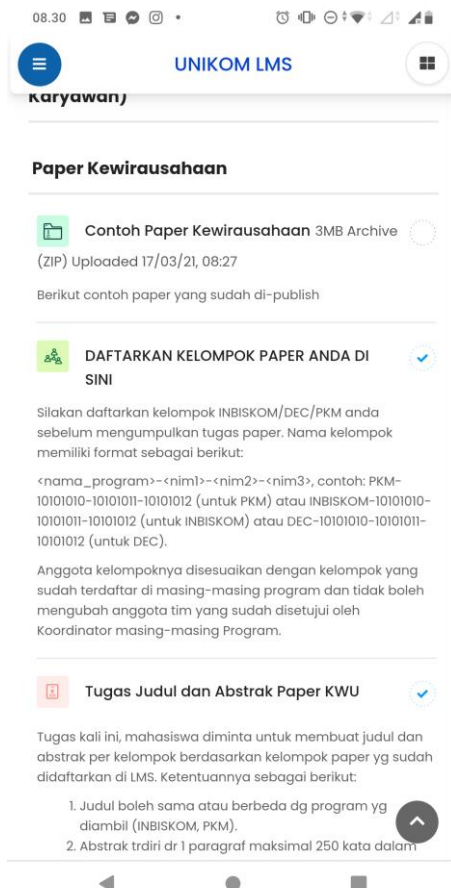 08.30
UNIKOM LMS
Karyawan)
Paper Kewirausahaan
Contoh Paper Kewirausahaan 3MB Archive
(ZIP) Uploaded 17/03/21, 08:27
Berikut contoh paper yang sudah di-publish
DAFTARKAN KELOMPOK PAPER ANDA DI
SINI
Silakan daftarkan kelompok INBISKOM/DEC/PKM anda
sebelum mengumpulkan tugas paper. Nama kelompok
memiliki format sebagai berikut:
<nama_program>-<nim1>-<nim2>-<nim3>, contoh: PKM-
10101010-10101011-10101012 (untuk PKM) atau INBISKOM-10101010-
10101011-10101012 (untuk INBISKOM) atau DEC-10101010-10101011-
10101012 (untuk DEC).
Anggota kelompoknya disesuaikan dengan kelompok yang
sudah terdaftar di masing-masing program dan tidak boleh
mengubah anggota tim yang sudah disetujui oleh
Koordinator masing-masing Program.
Tugas Judul dan Abstrak Paper KWU
Tugas kali ini, mahasiswa diminta untuk membuat judul dan
abstrak per kelompok berdasarkan kelompok paper yg sudah
didaftarkan di LMS. Ketentuannya sebagai berikut:
1. Judul boleh sama atau berbeda dg program yg
diambil (INBISKOM, PKM).
2. Abstrak trdiri dr 1 paragraf maksimal 250 kata dalam